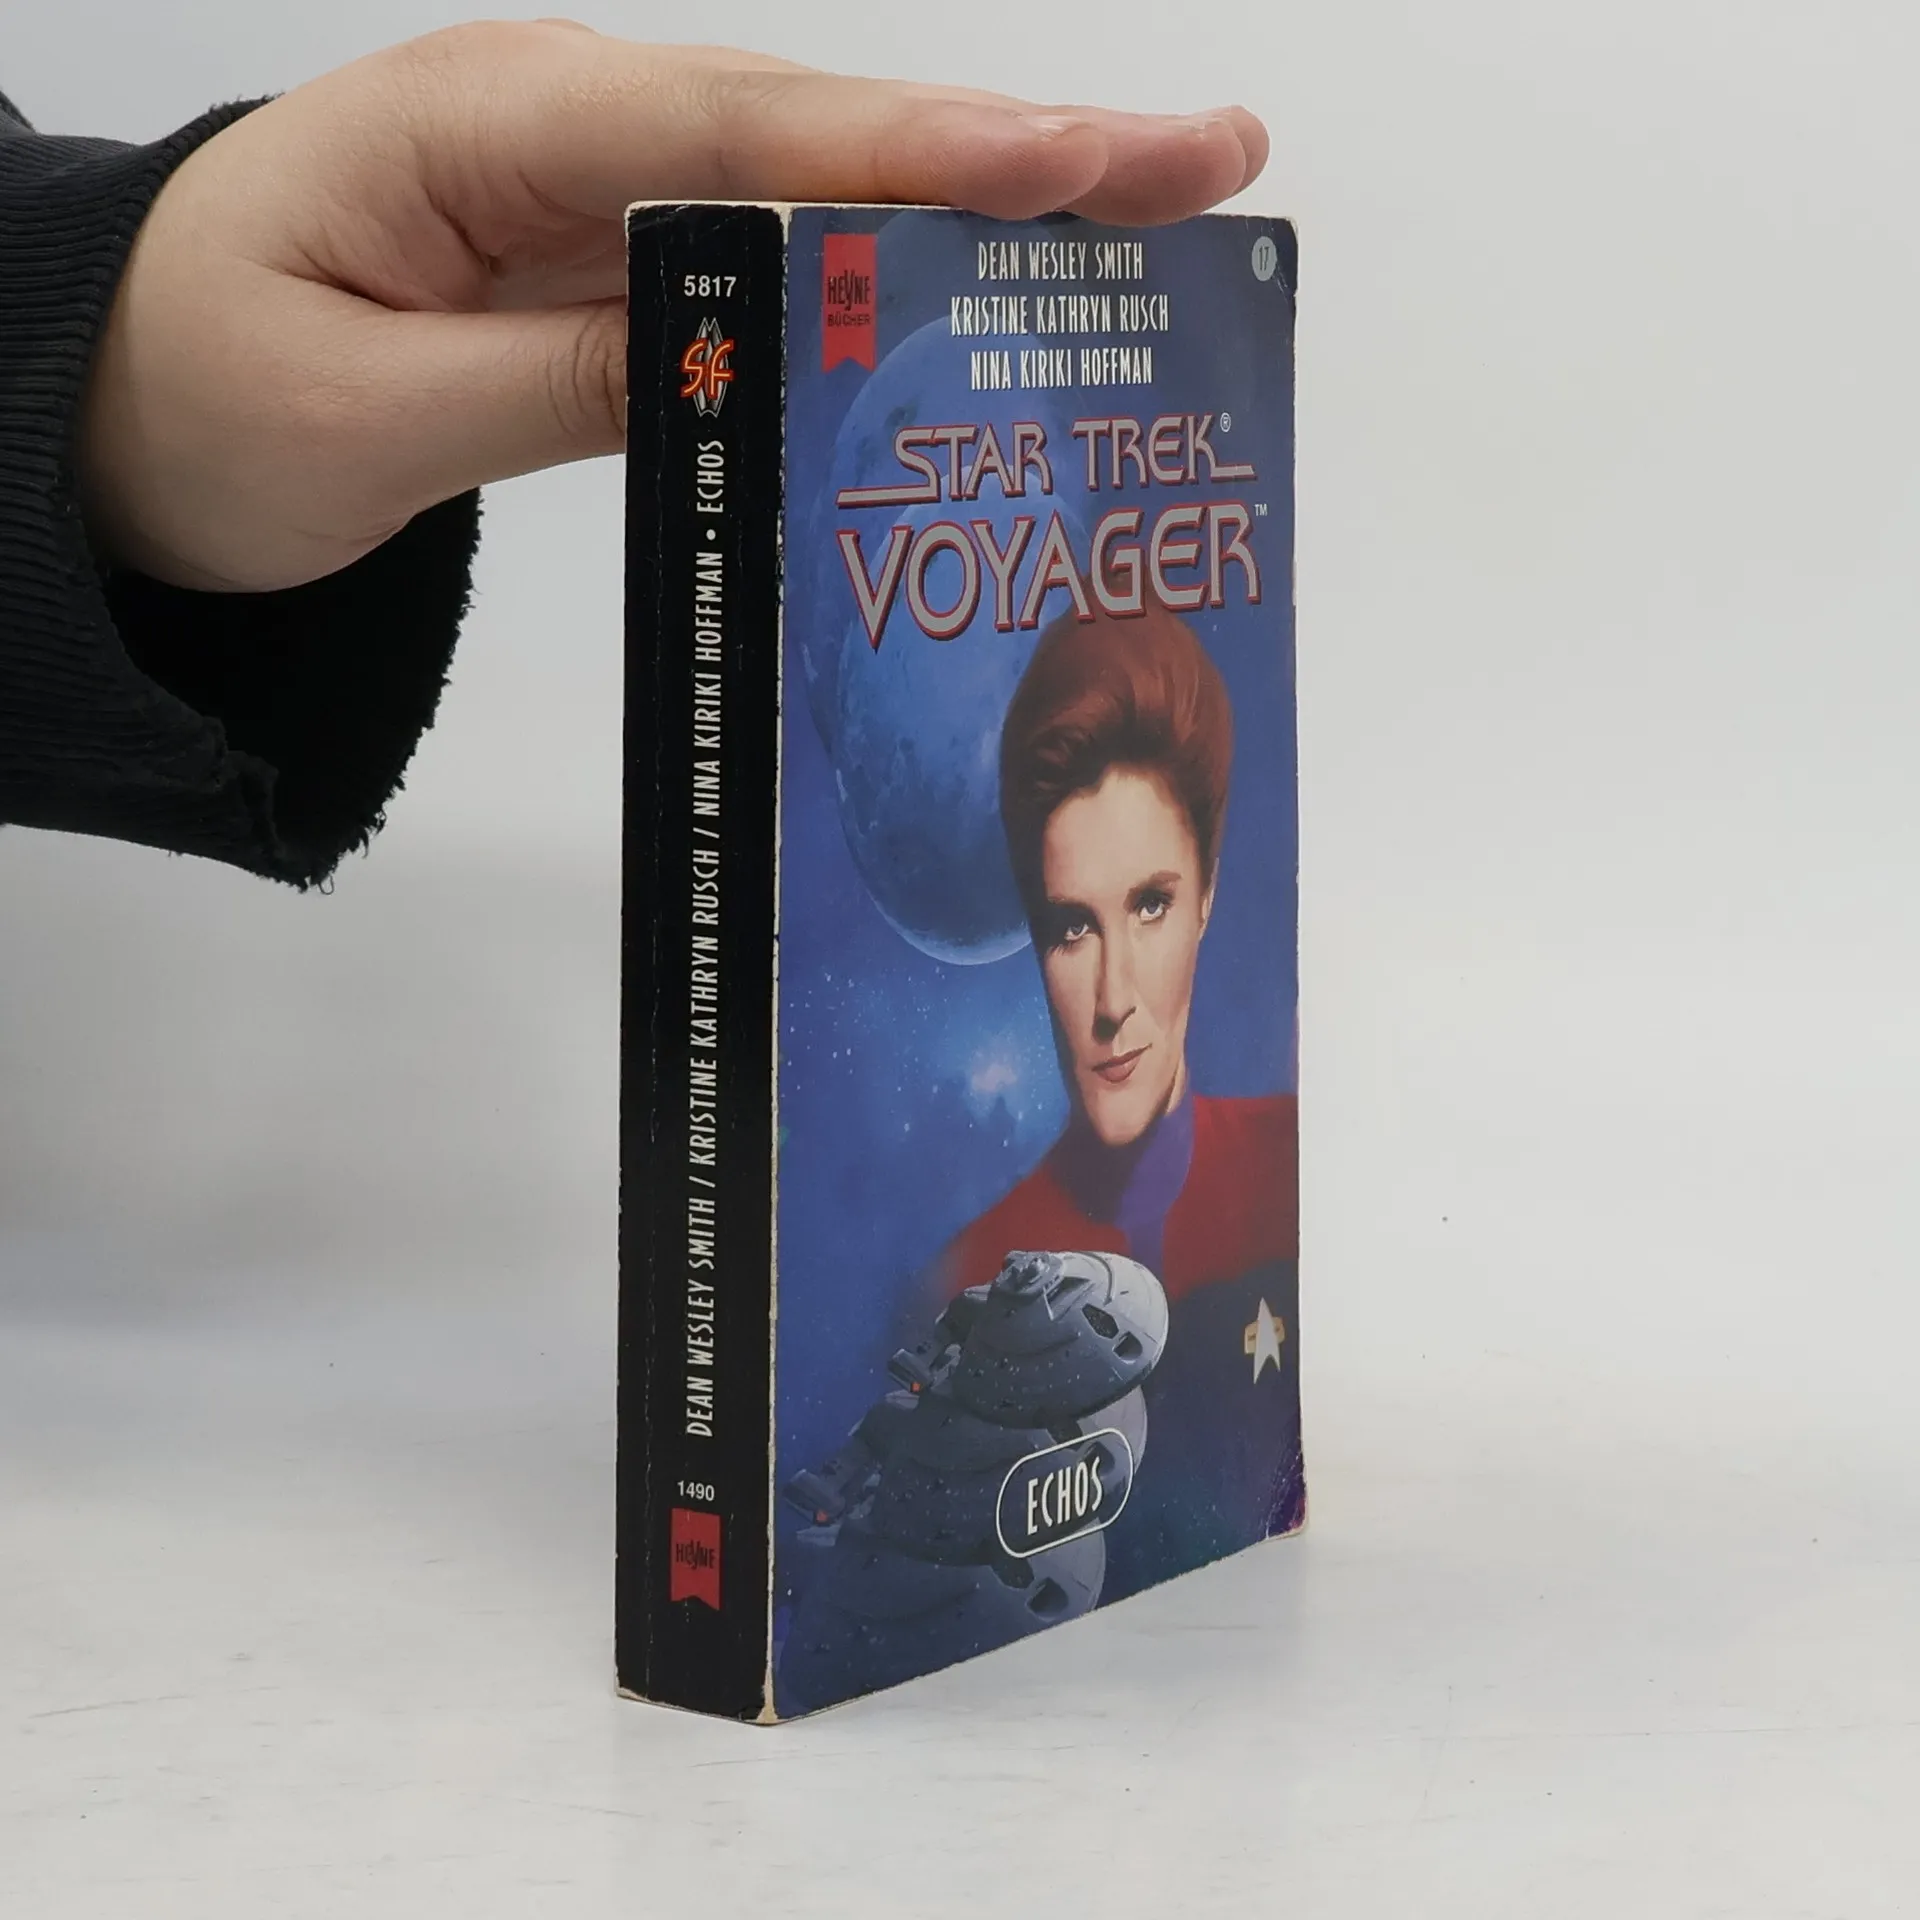 5817
SF
DEAN WESLEY SMITH / KRISTINE KATHRYN RUSCH / NINA KIRIKI HOFFMAN • ECHOS
1490
HEYNE
HEYNE
BÜCHER
17
DEAN WESLEY SMITH
KRISTINE KATHRYN RUSCH
NINA KIRIKI HOFFMAN
STAR TREK®
VOYAGER™
ECHOS